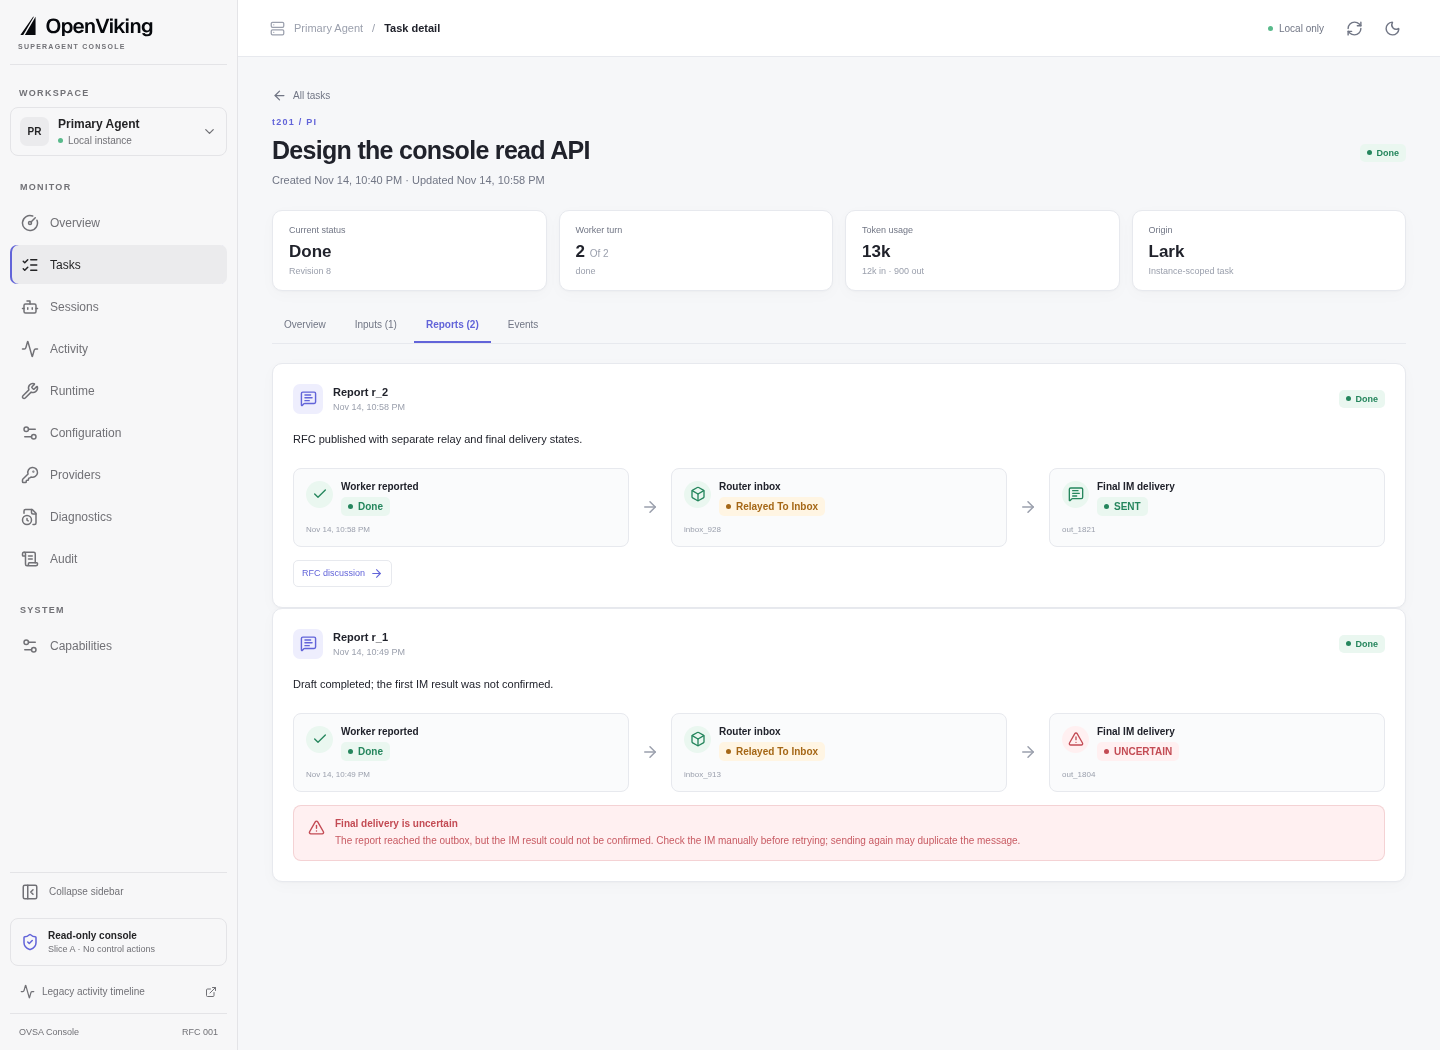 OpenViking
SUPERAGENT CONSOLE
WORKSPACE
PR
Primary Agent
Local instance
MONITOR
Overview
Tasks
Sessions
Activity
Runtime
Configuration
Providers
Diagnostics
Audit
SYSTEM
Capabilities
Collapse sidebar
Read-only console
Slice A · No control actions
Legacy activity timeline
OVSA Console RFC 001
Primary Agent / Task detail
Local only
All tasks
t201 / PI
Design the console read API
Done
Created Nov 14, 10:40 PM · Updated Nov 14, 10:58 PM
Current status
Done
Revision 8
Worker turn
2 Of 2
done
Token usage
13k
12k in · 900 out
Origin
Lark
Instance-scoped task
Overview Inputs (1) Reports (2) Events
Report r_2
Nov 14, 10:58 PM
Done
RFC published with separate relay and final delivery states.
Worker reported
Done
Nov 14, 10:58 PM
Router inbox
Relayed To Inbox
inbox_928
Final IM delivery
SENT
out_1821
RFC discussion
Report r_1
Nov 14, 10:49 PM
Done
Draft completed; the first IM result was not confirmed.
Worker reported
Done
Nov 14, 10:49 PM
Router inbox
Relayed To Inbox
inbox_913
Final IM delivery
UNCERTAIN
out_1804
Final delivery is uncertain
The report reached the outbox, but the IM result could not be confirmed. Check the IM manually before retrying; sending again may duplicate the message.